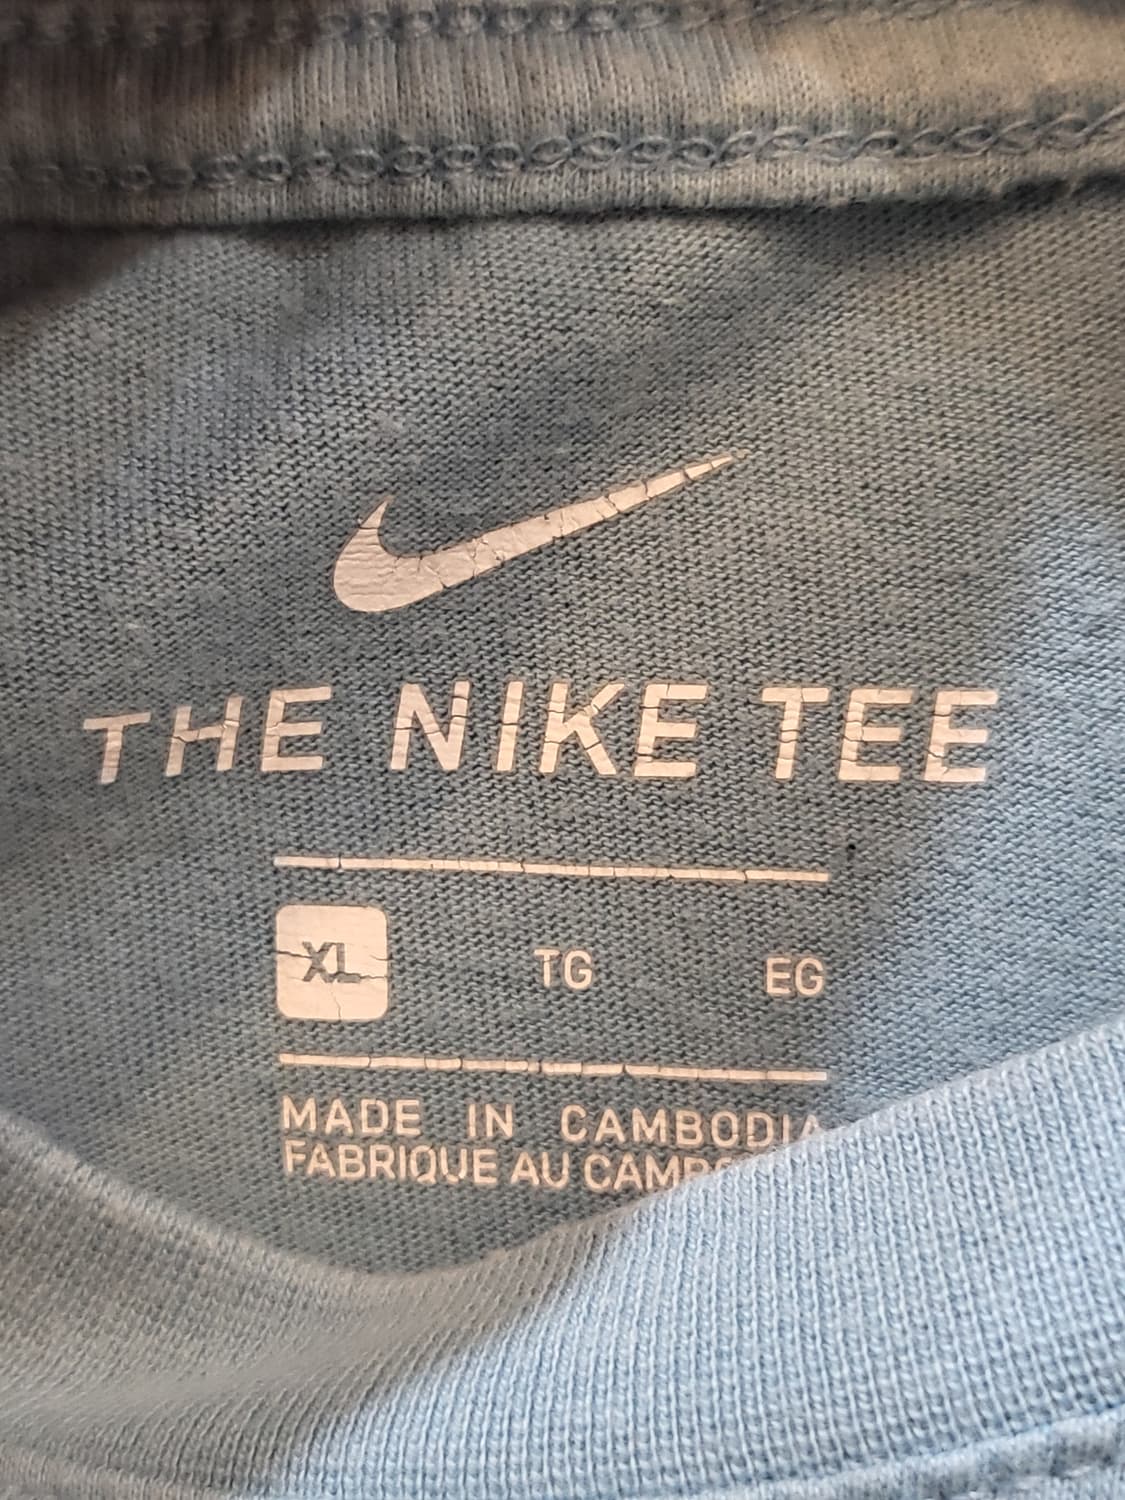 THE NIKE TEE
XL TG EG
MADE IN CAMBODIA
FABRIQUE AU